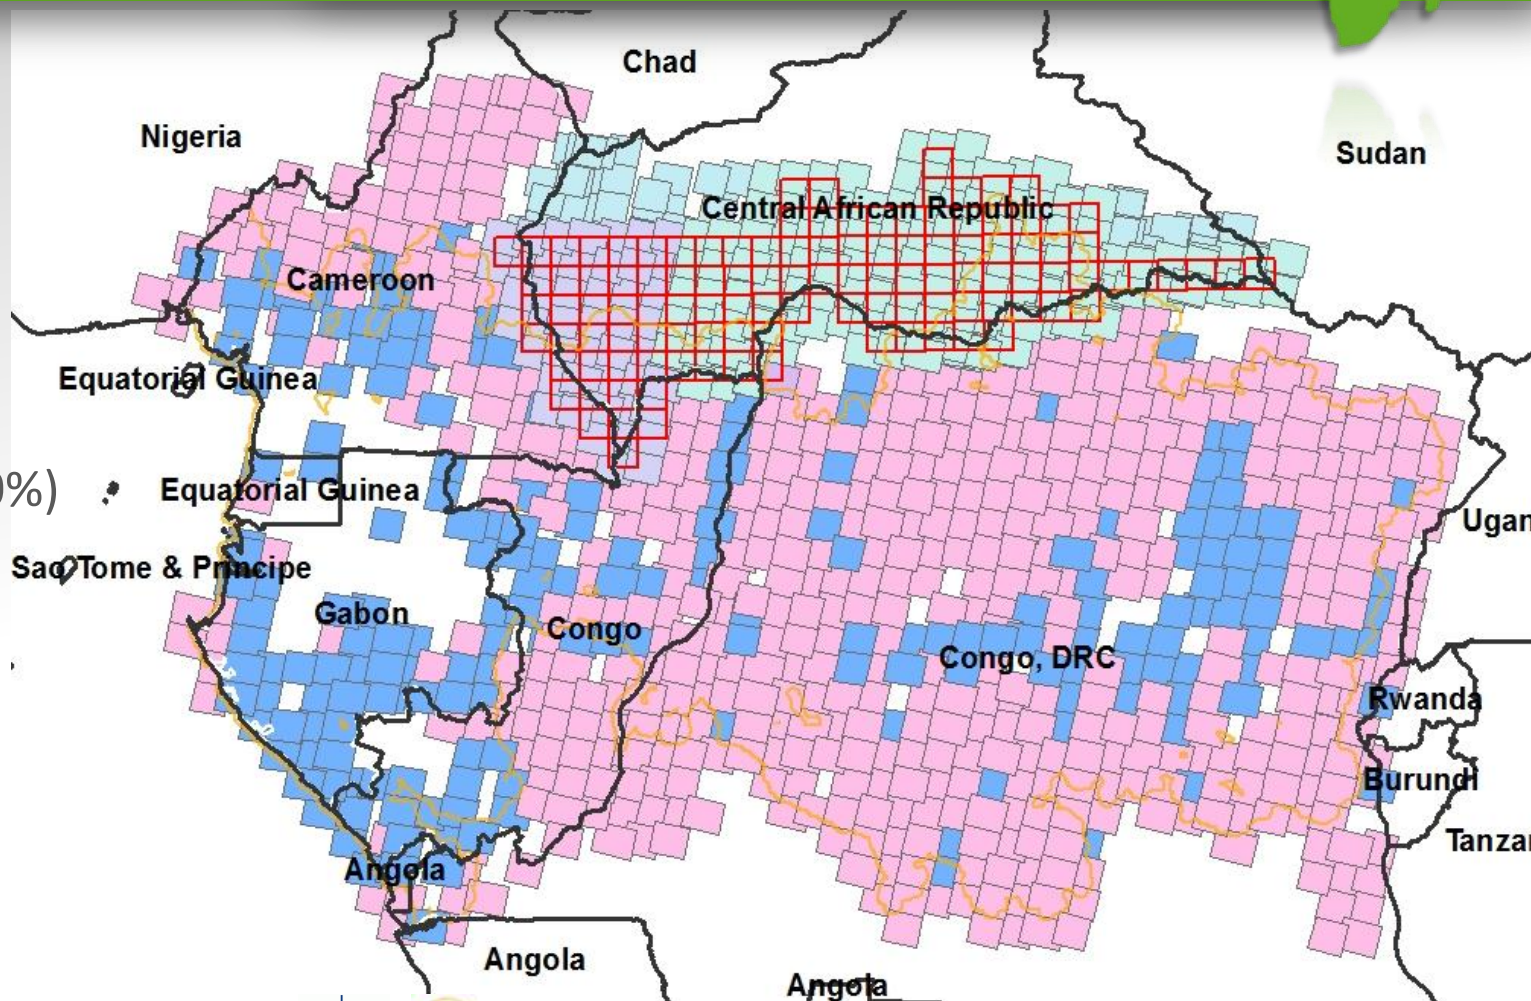 Chad
Nigeria
Sudan
Central African Republic
Cameroon
Equatorial Guinea
%)
Equatorial Guinea
Ugan
Sao Tome & Principe
Gabon
Congo
Congo, DRC
Rwanda
Burundi
Tanzan
Angola
Angola
Angola